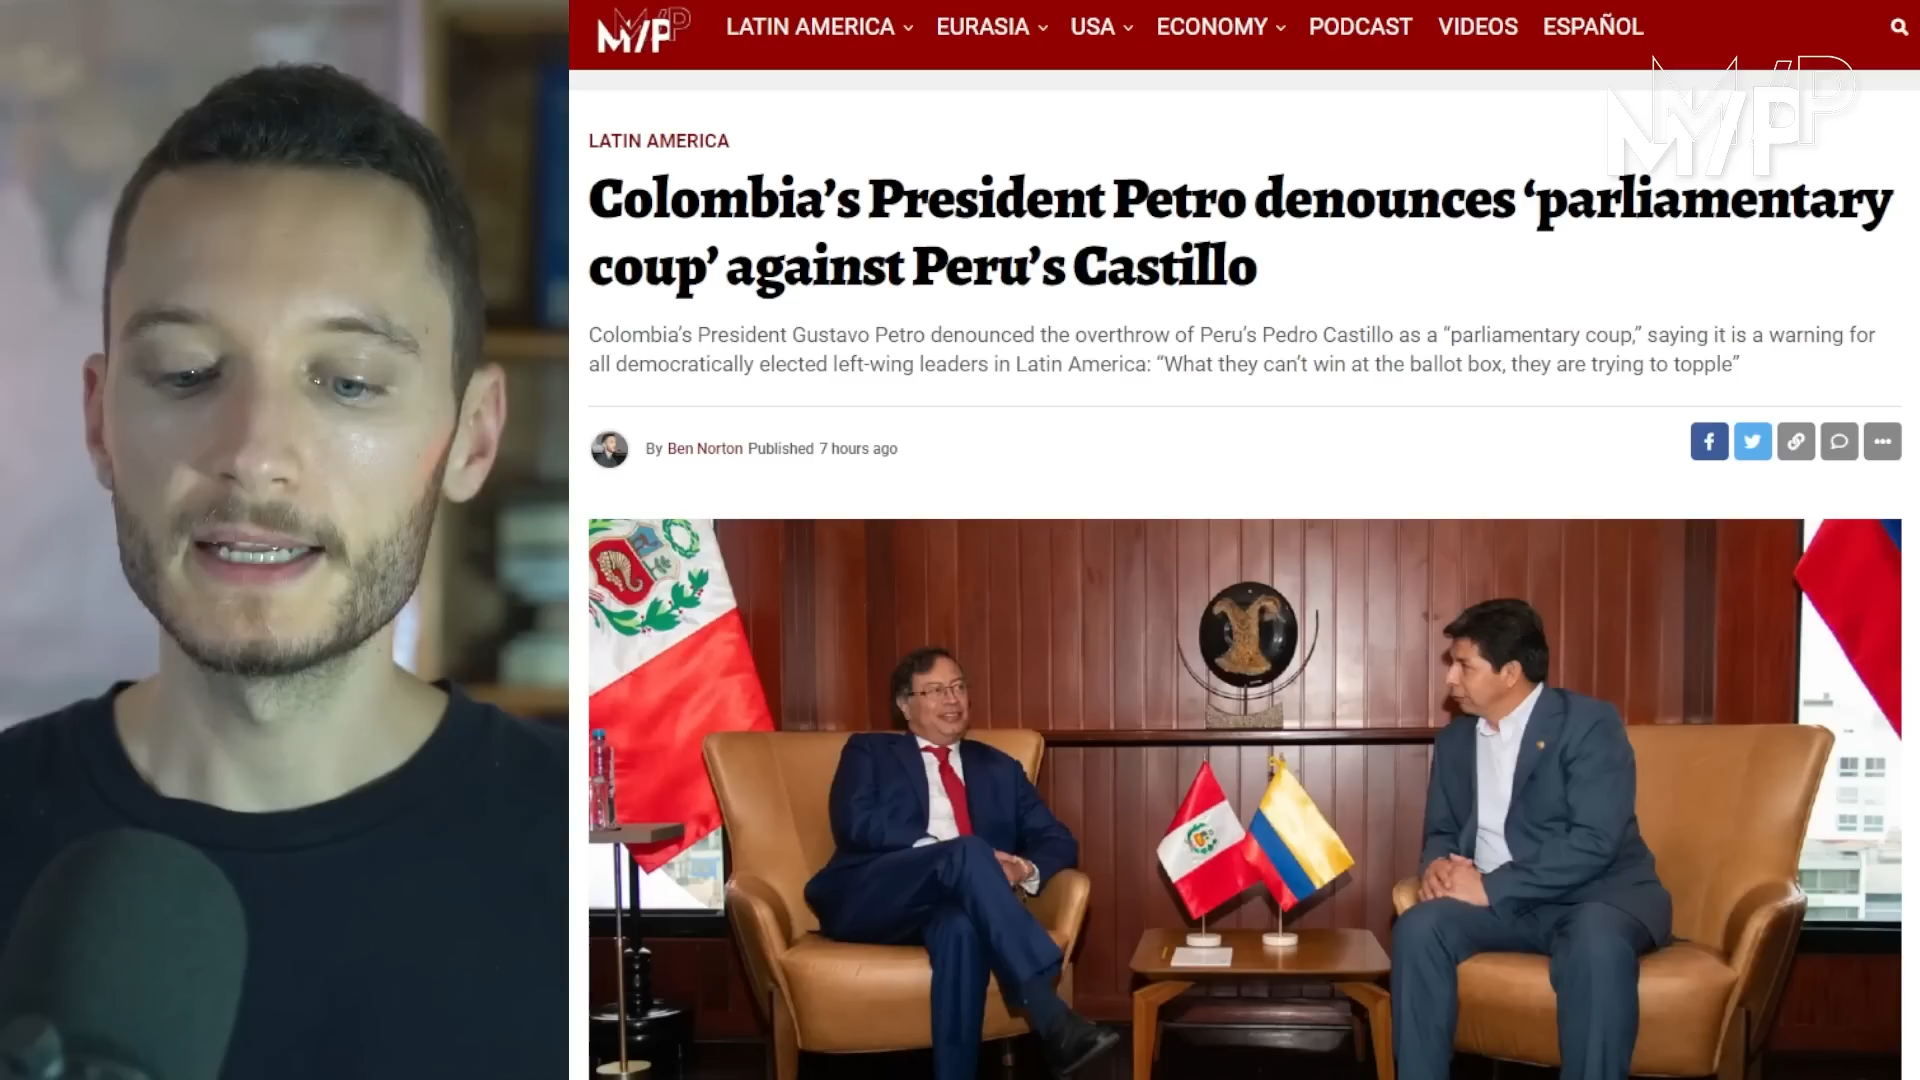 M/P
LATIN AMERICA
EURASIA
USA
ECONOMY
PODCAST
VIDEOS
ESPAÑOL
M/P
LATIN AMERICA
Colombia’s President Petro denounces ‘parliamentary
coup’ against Peru’s Castillo
Colombia’s President Gustavo Petro denounced the overthrow of Peru’s Pedro Castillo as a “parliamentary coup,” saying it is a warning for
all democratically elected left-wing leaders in Latin America: “What they can’t win at the ballot box, they are trying to topple”
By Ben Norton Published 7 hours ago